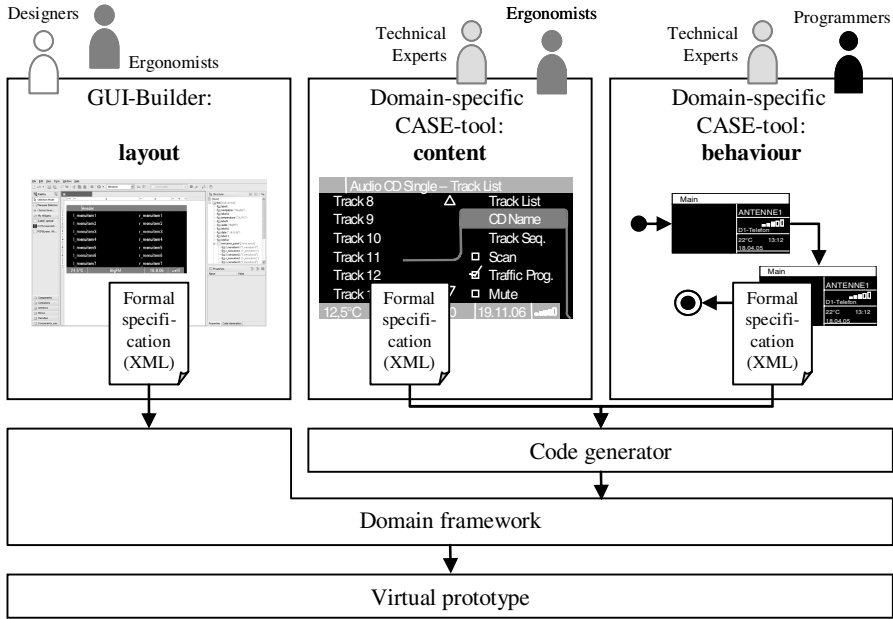 Designers
Ergonomists
Technical
Experts
Ergonomists
Technical
Experts
Programmers
GUI-Builder:
layout
Formal
specifi-
cation
(XML)
Domain-specific
CASE-tool:
content
Audio CD Single – Track List
Track 8
Track List
Track 9
CD Name
Track 10
Track Seq.
Track 11
Scan
Track 12
Traffic Prog.
Track 1
7
Mute
12,5°C
0
19.11.06
Formal
specifi-
cation
(XML)
Domain-specific
CASE-tool:
behaviour
Main
ANTENNE1
D1-Telefon
22°C 13:12
18.04.05
Main
ANTENNE1
D1-Telefon
22°C 13:12
18.04.05
Formal
specifi-
cation
(XML)
Code generator
Domain framework
Virtual prototype